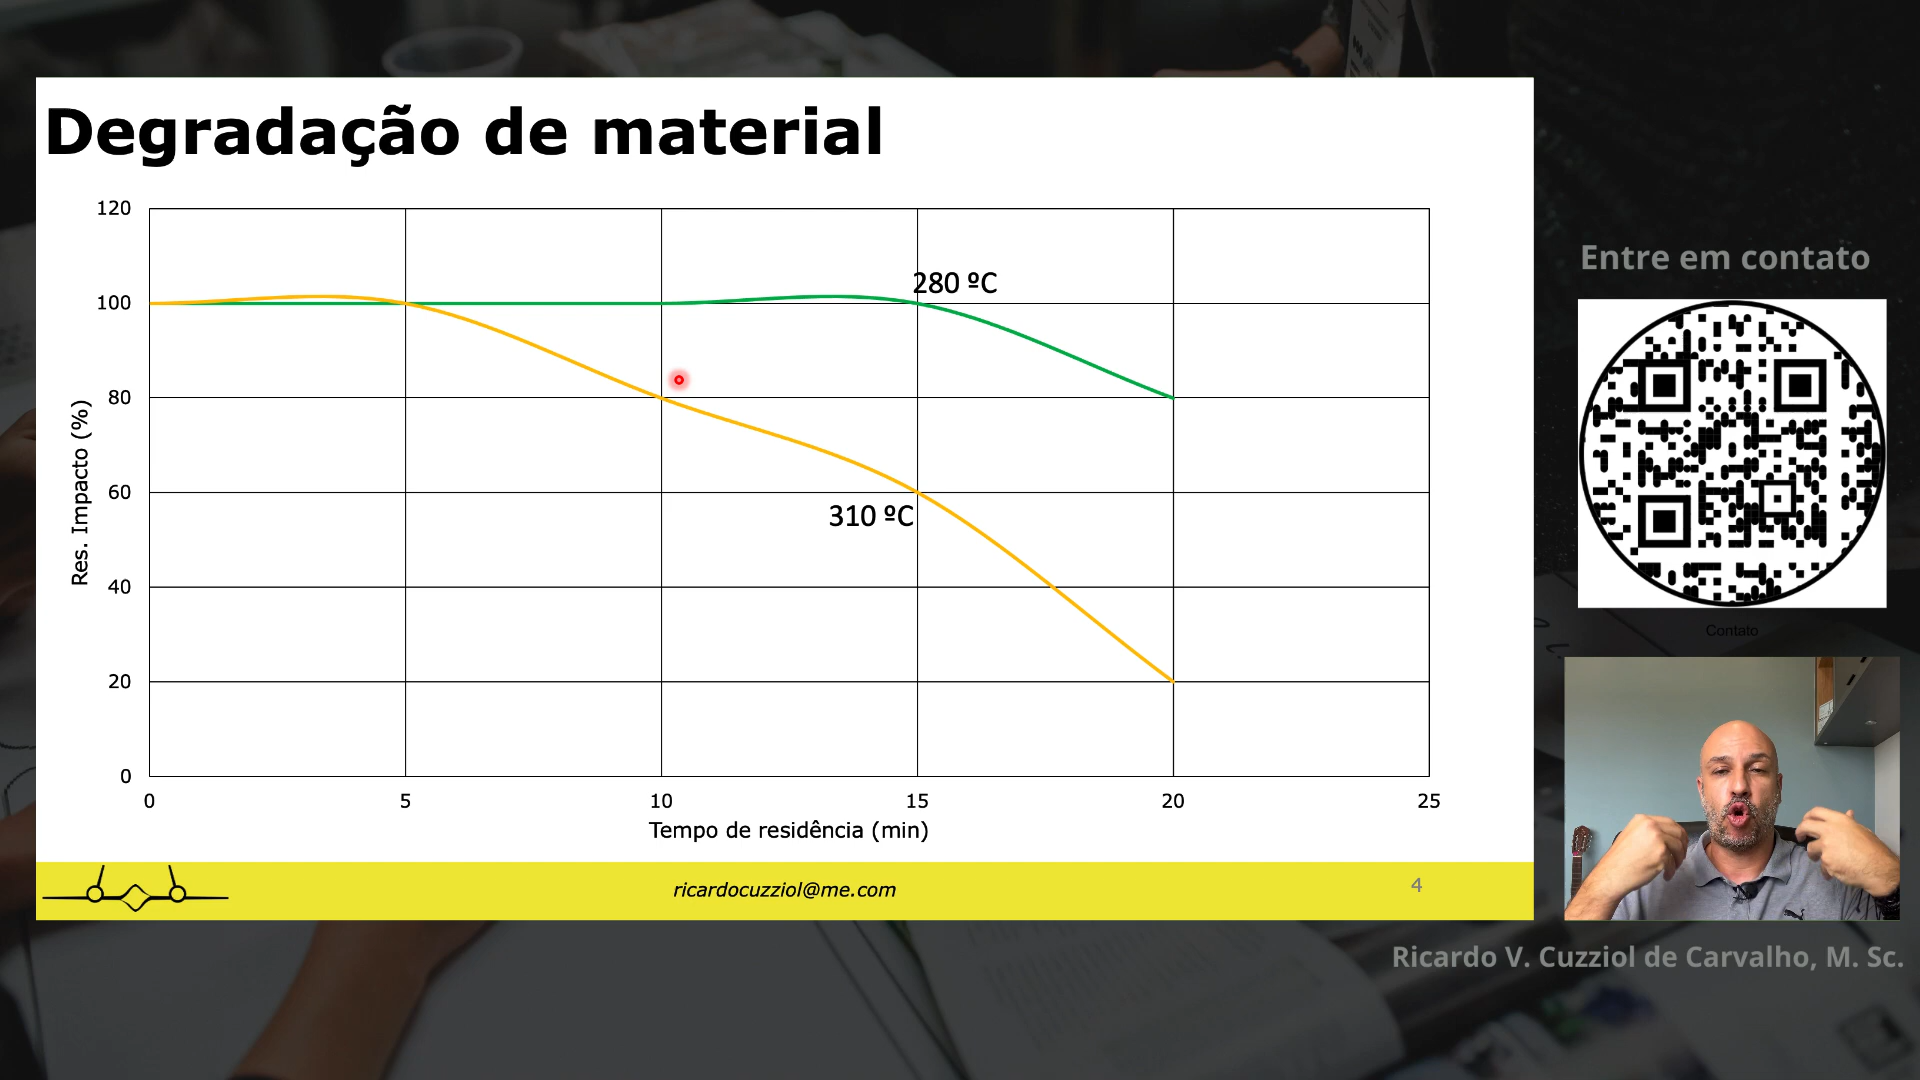 Degradação de material
120
100
80
60
40
20
0
Res. Impacto (%)
280 ºC
310 ºC
0
5
10
15
20
25
Tempo de residência (min)
ricardocuzziol@me.com
4
Entre em contato
Contato
Ricardo V. Cuzziol de Carvalho, M. Sc.